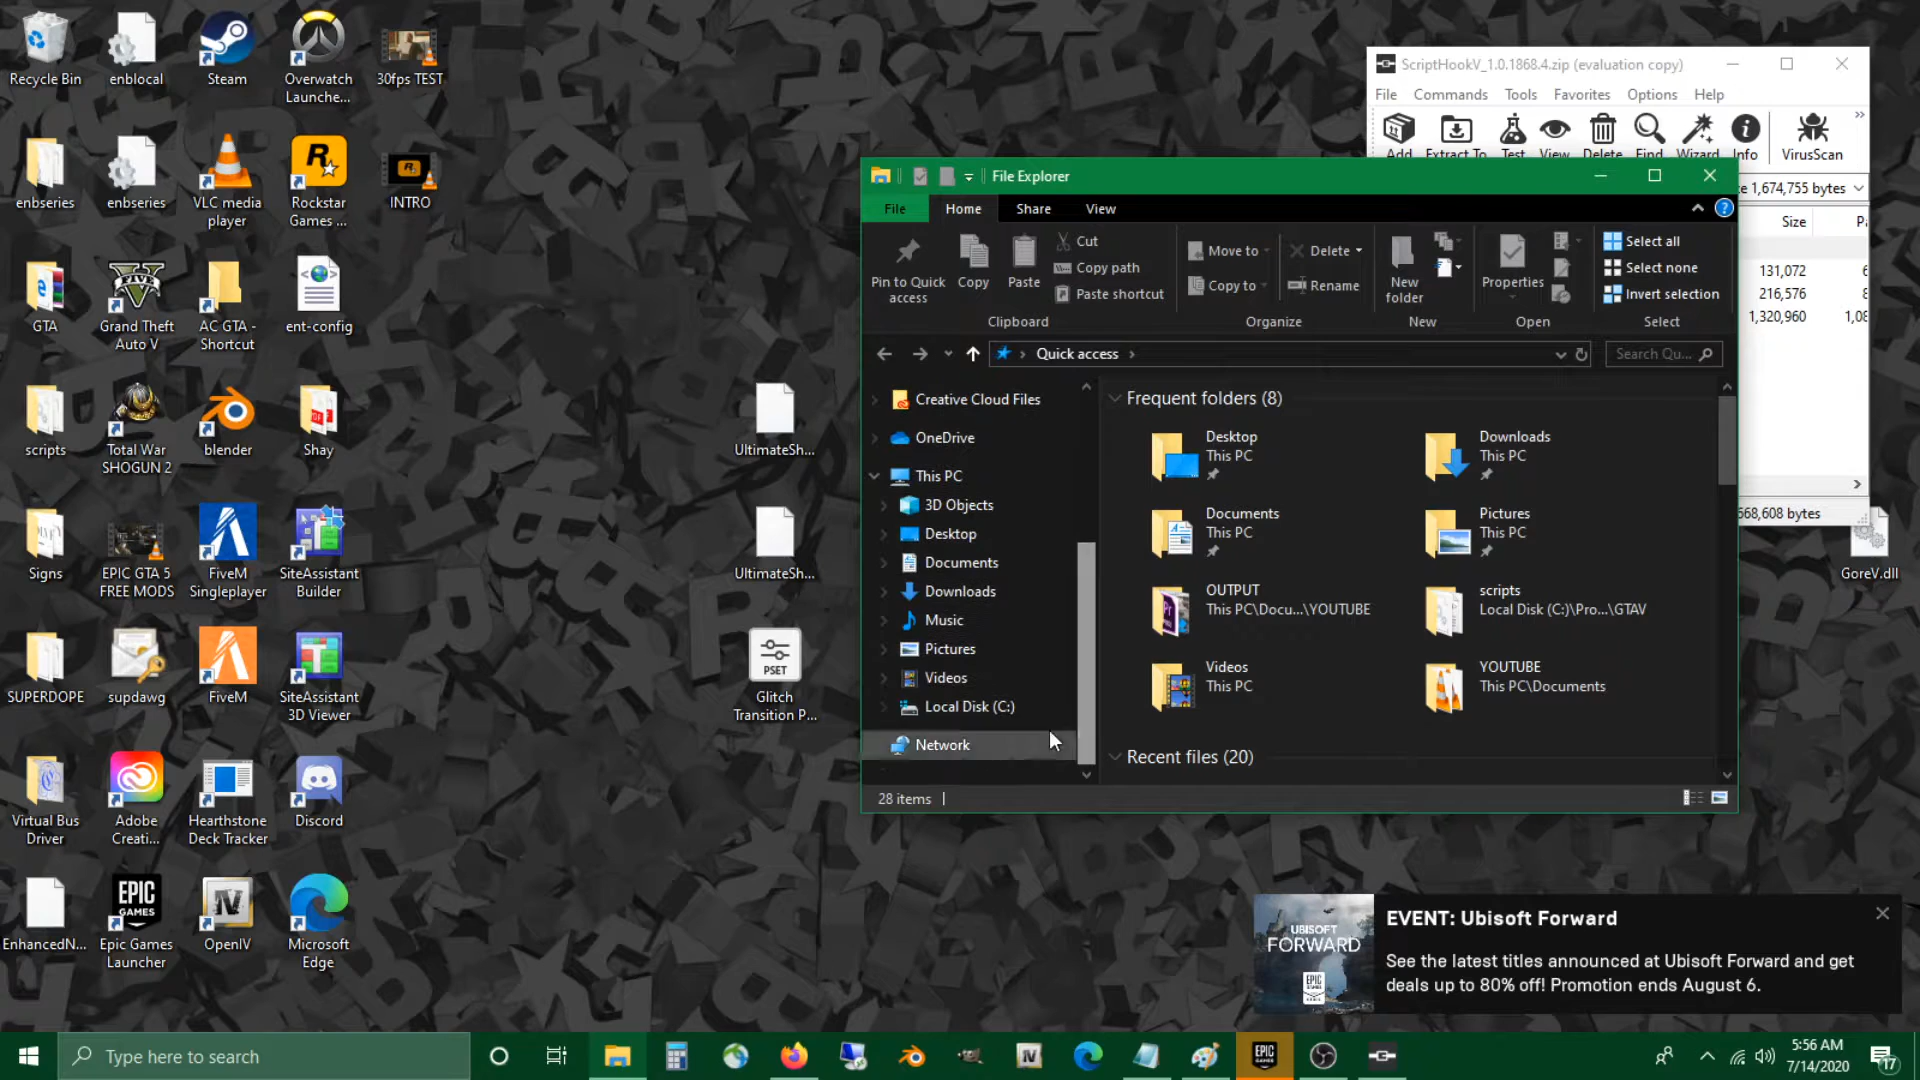 Recycle Bin
enblocal
Steam
Overwatch
Launche...
30fps TEST
enbseries
enbseries
VLC media
player
Rockstar
Games ...
INTRO
GTA
Grand Theft
Auto V
AC GTA -
Shortcut
ent-config
scripts
Total War
SHOGUN 2
blender
Shay
Signs
EPIC GTA 5
FREE MODS
FiveM
Singleplayer
SiteAssistant
Builder
SUPERDOPE
supdawg
FiveM
SiteAssistant
3D Viewer
Virtual Bus
Driver
Adobe
Creati...
Hearthstone
Deck Tracker
Discord
EnhancedN...
EPIC
GAMES
Epic Games
Launcher
OpenIV
Microsoft
Edge
UltimateSh...
UltimateSh...
PSET
Glitch
Transition P...
GoreV.dll
ScriptHookV_1.0.1868.4.zip (evaluation copy)
File Commands Tools Favorites Options Help
Add Extract To Test View Delete Find Wizard Info VirusScan
1,674,755 bytes
Size
131,072
216,576
1,320,960
568,608 bytes
File Explorer
File Home Share View
Pin to Quick
access
Copy
Paste
Cut
Copy path
Paste shortcut
Clipboard
Move to
Copy to
Delete
Rename
Organize
New
folder
New
Properties
Open
Select all
Select none
Invert selection
Select
Quick access
Search Qu...
Creative Cloud Files
OneDrive
This PC
3D Objects
Desktop
Documents
Downloads
Music
Pictures
Videos
Local Disk (C:)
Network
Frequent folders (8)
Desktop
This PC
Downloads
This PC
Documents
This PC
Pictures
This PC
OUTPUT
This PC\Docu...\YOUTUBE
scripts
Local Disk (C:)\Pro...\GTAV
Videos
This PC
YOUTUBE
This PC\Documents
Recent files (20)
28 items
UBISOFT
FORWARD
EPIC
GAMES
EVENT: Ubisoft Forward
See the latest titles announced at Ubisoft Forward and get
deals up to 80% off! Promotion ends August 6.
Type here to search
EPIC
GAMES
5:56 AM
7/14/2020
17